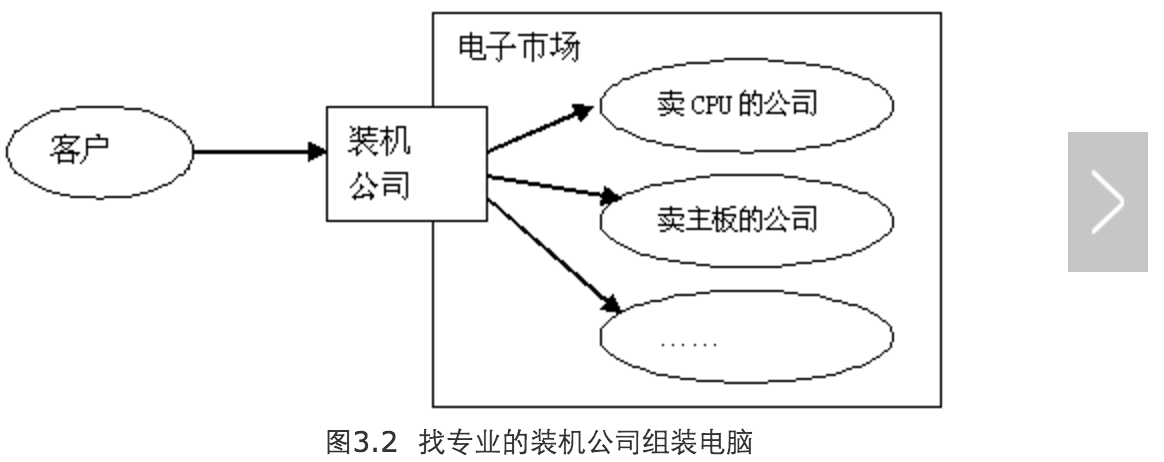 电子市场
卖 CPU 的公司
客户
装机
公司
卖主板的公司
……
图3.2 找专业的装机公司组装电脑